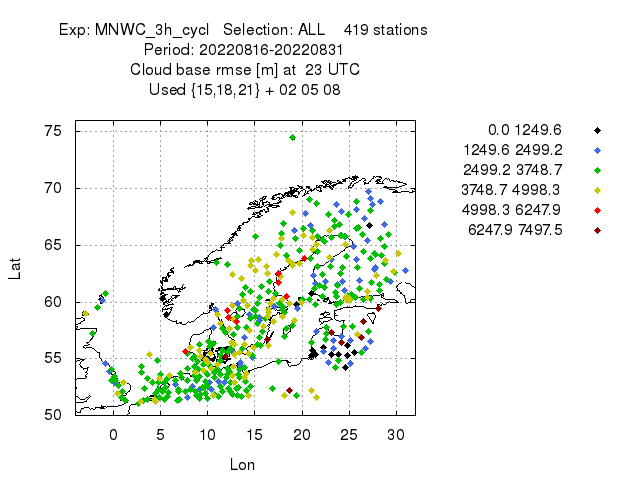 Exp: MNWC_3h_cycl Selection: ALL 419 stations
Period: 20220816-20220831
Cloud base rmse [m] at 23 UTC
Used {15,18,21} + 02 05 08
0.0 1249.6
1249.6 2499.2
2499.2 3748.7
3748.7 4998.3
4998.3 6247.9
6247.9 7497.5
75
70
65
60
55
50
Lat
0 5 10 15 20 25 30
Lon